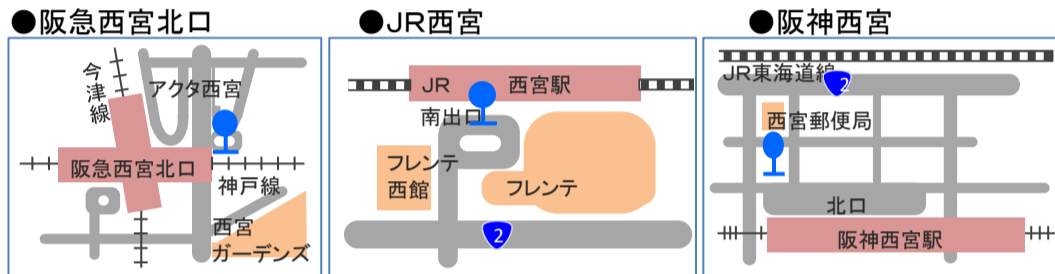 ●阪急西宮北口
今津線
アクタ西宮
阪急西宮北口
神戸線
西宮
ガーデンズ
●JR西宮
JR 西宮駅
南出口
フレンテ
西館
フレンテ
2
●阪神西宮
JR東海道線
2
西宮郵便局
北口
阪神西宮駅